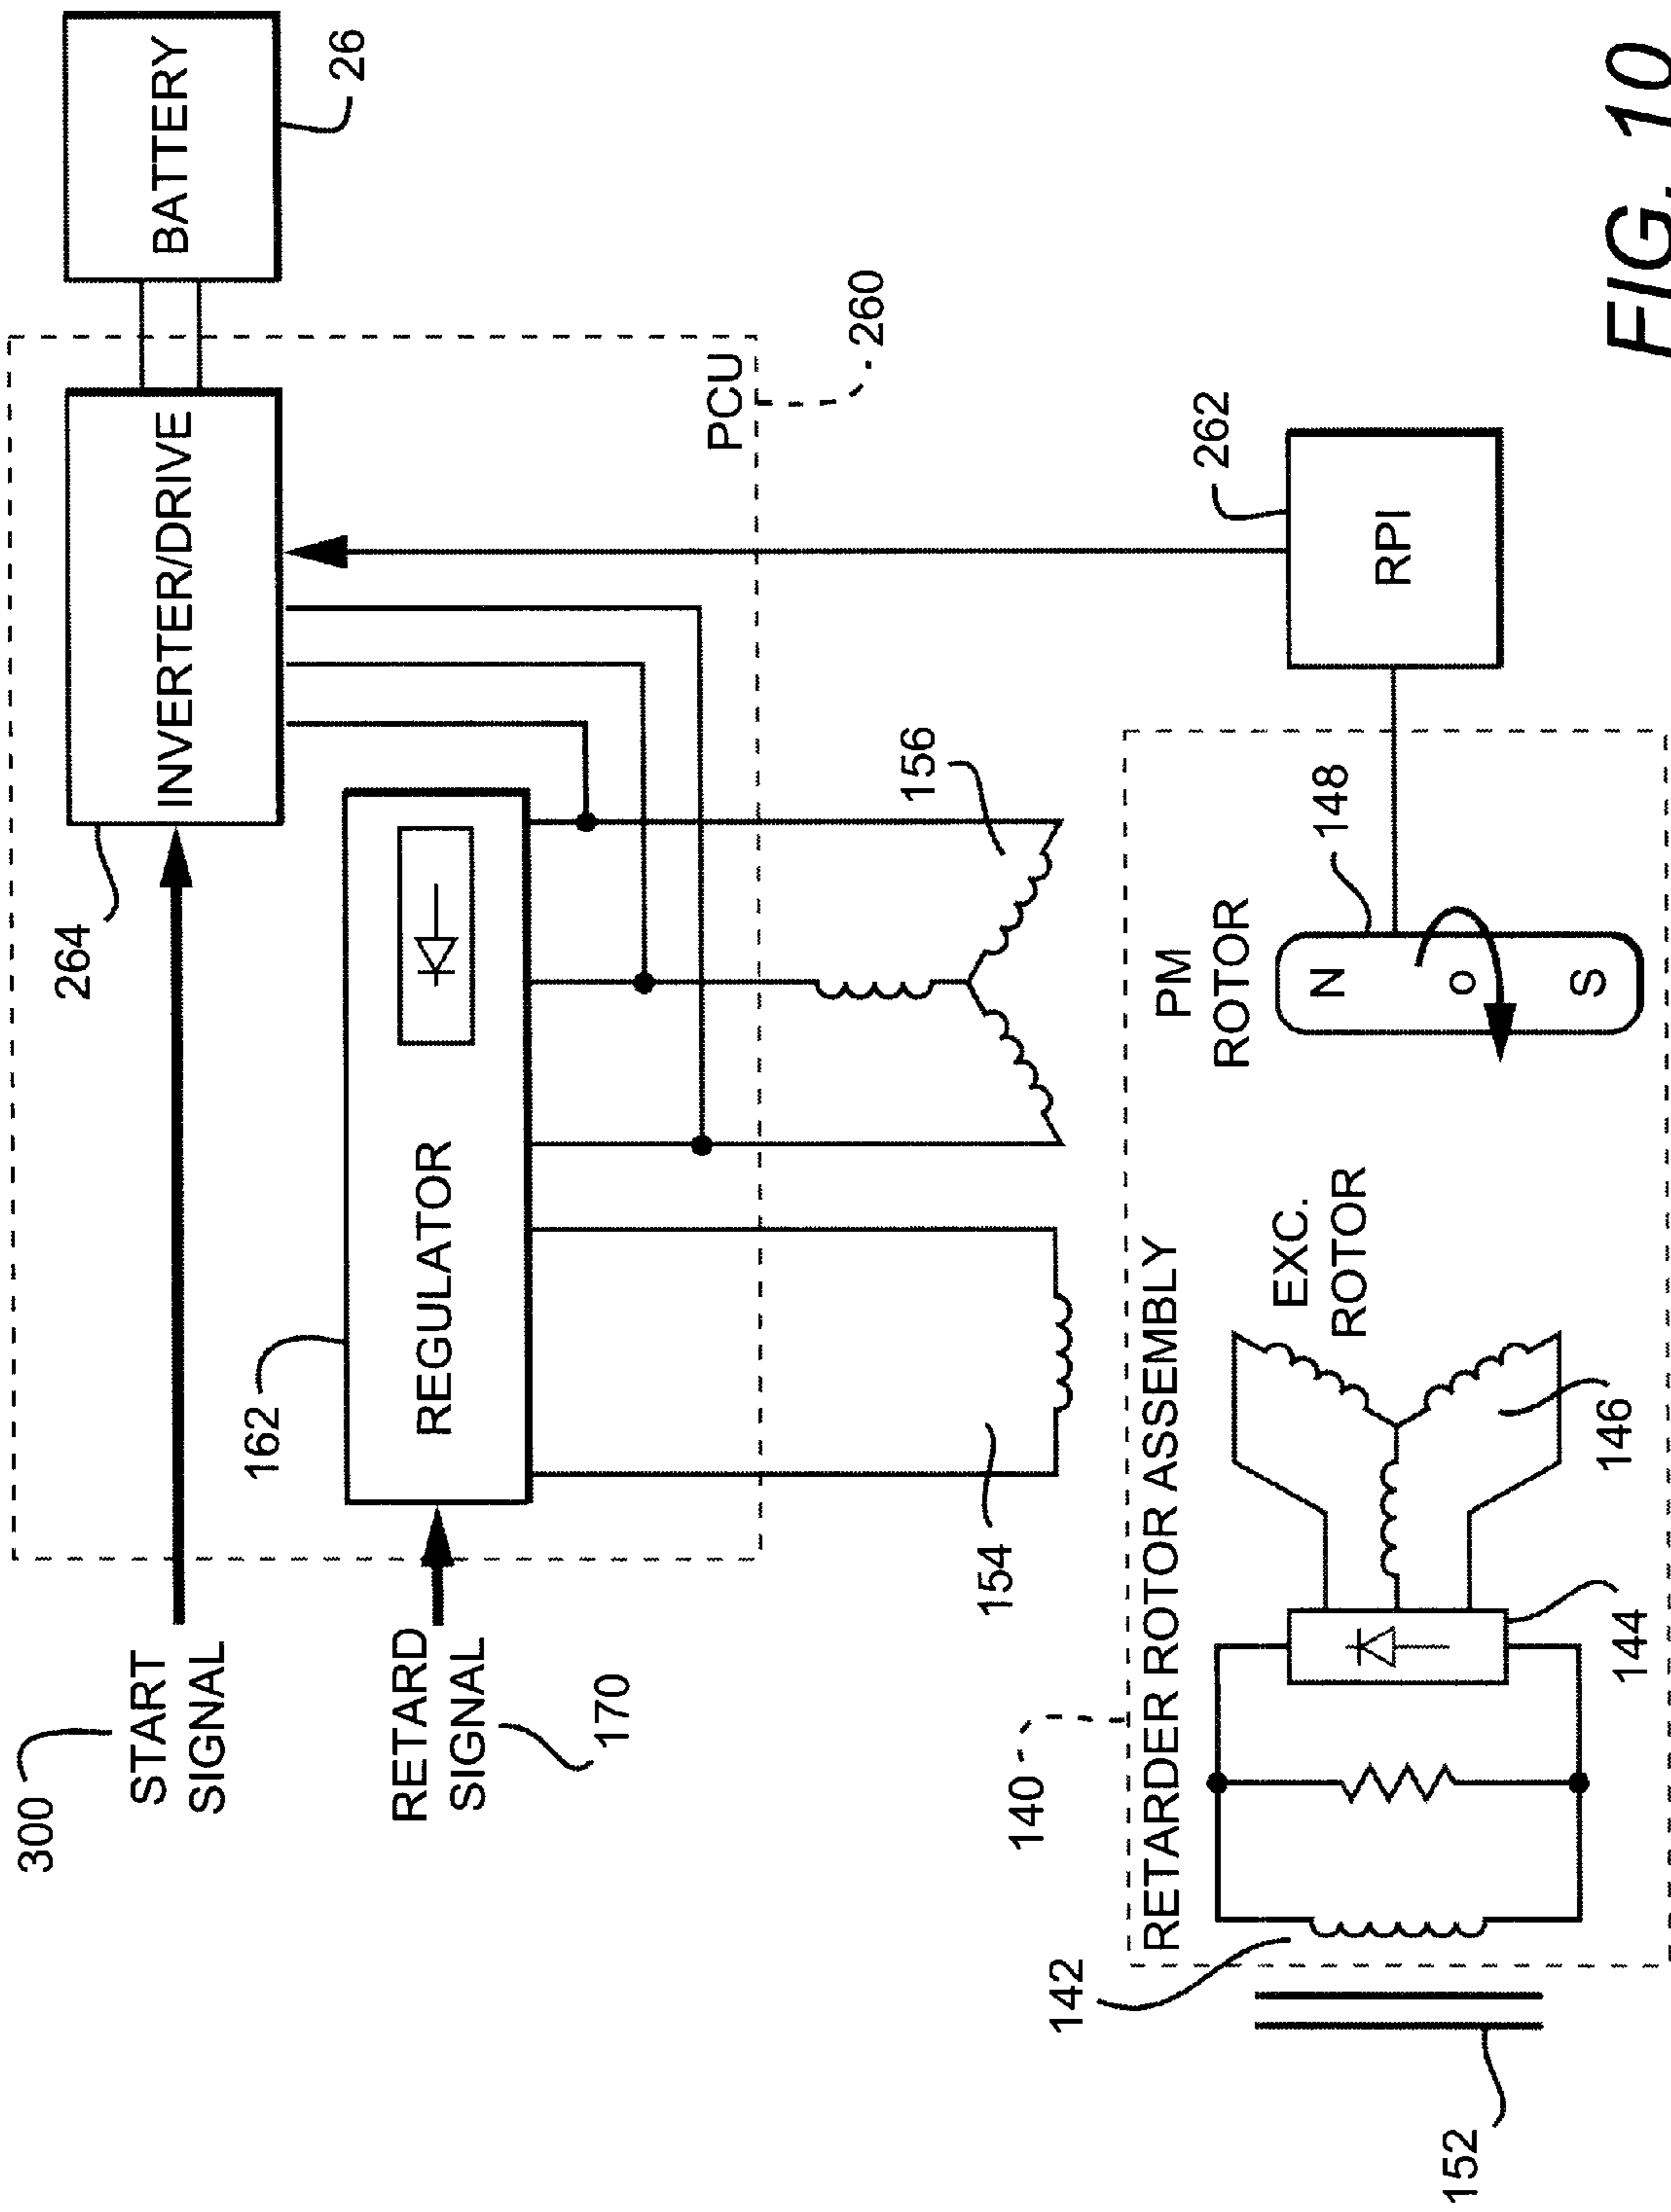 300
START
SIGNAL
264
INVERTER/DRIVE
BATTERY
26
RETARD
SIGNAL
170
162
REGULATOR
PCU
260
154
156
262
RPI
140
RETARDER ROTOR ASSEMBLY
142
152
144
146
EXC.
ROTOR
PM
ROTOR
148
N
O
S
FIG. 10